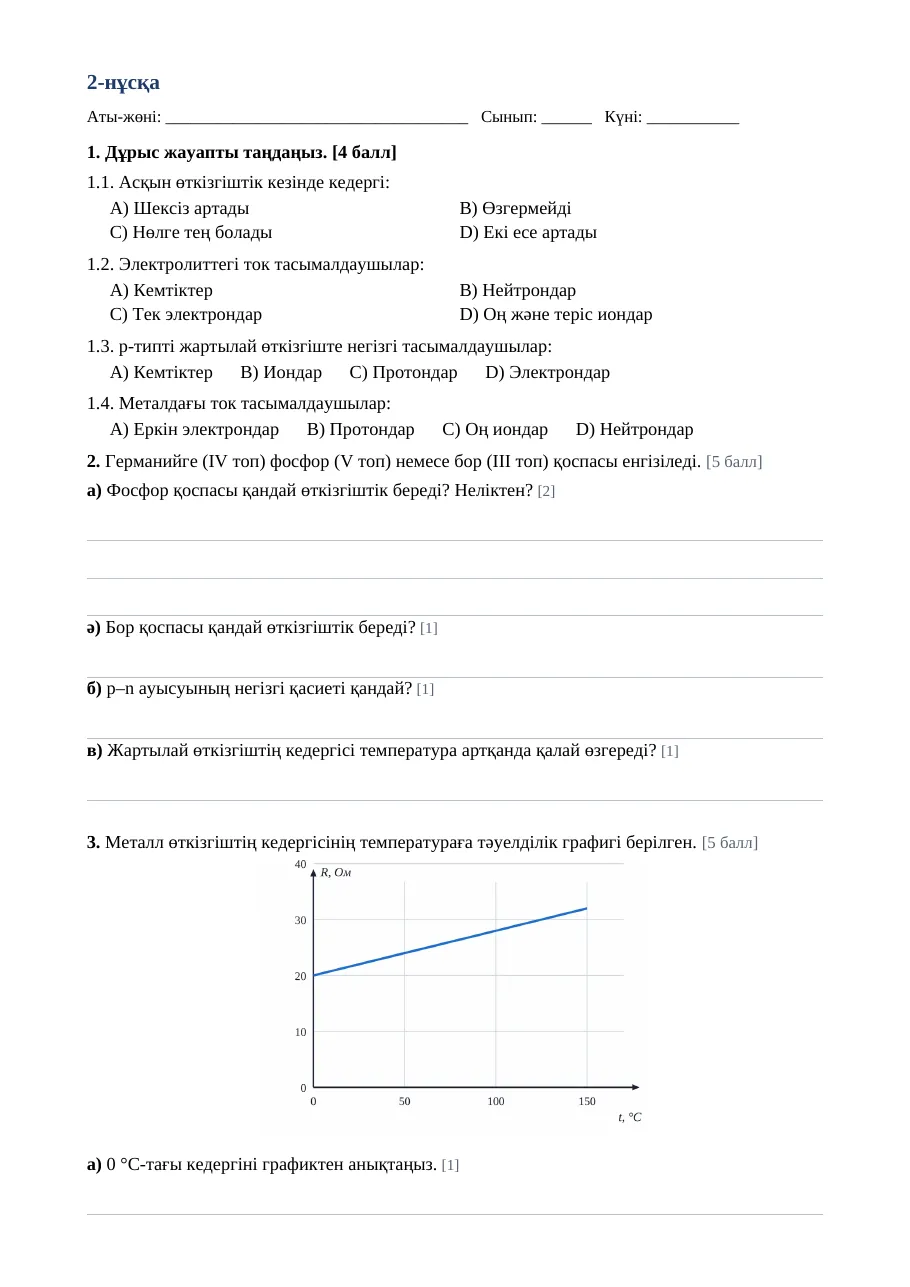 2-нұсқа
Аты-жөні: ____________________________________ Сынып: ______ Күні: ___________
1. Дұрыс жауапты таңдаңыз. [4 балл]
1.1. Асқын өткізгіштік кезінде кедергі:
A) Шексіз артады B) Өзгермейді
C) Нөлге тең болады D) Екі есе артады
1.2. Электролиттегі ток тасымалдаушылар:
A) Кемтіктер B) Нейтрондар
C) Тек электрондар D) Оң және теріс иондар
1.3. p-типті жартылай өткізгіште негізгі тасымалдаушылар:
A) Кемтіктер B) Иондар C) Протондар D) Электрондар
1.4. Металдағы ток тасымалдаушылар:
A) Еркін электрондар B) Протондар C) Оң иондар D) Нейтрондар
2. Германийге (IV топ) фосфор (V топ) немесе бор (III топ) қоспасы енгізіледі. [5 балл]
а) Фосфор қоспасы қандай өткізгіштік береді? Неліктен? [2]
ә) Бор қоспасы қандай өткізгіштік береді? [1]
б) p–n ауысуының негізгі қасиеті қандай? [1]
в) Жартылай өткізгіштің кедергісі температура артқанда қалай өзгереді? [1]
3. Металл өткізгіштің кедергісінің температураға тәуелділік графигі берілген. [5 балл]
40
R, Ом
30
20
10
0
0 50 100 150
t, °C
а) 0 °C-тағы кедергіні графиктен анықтаңыз. [1]